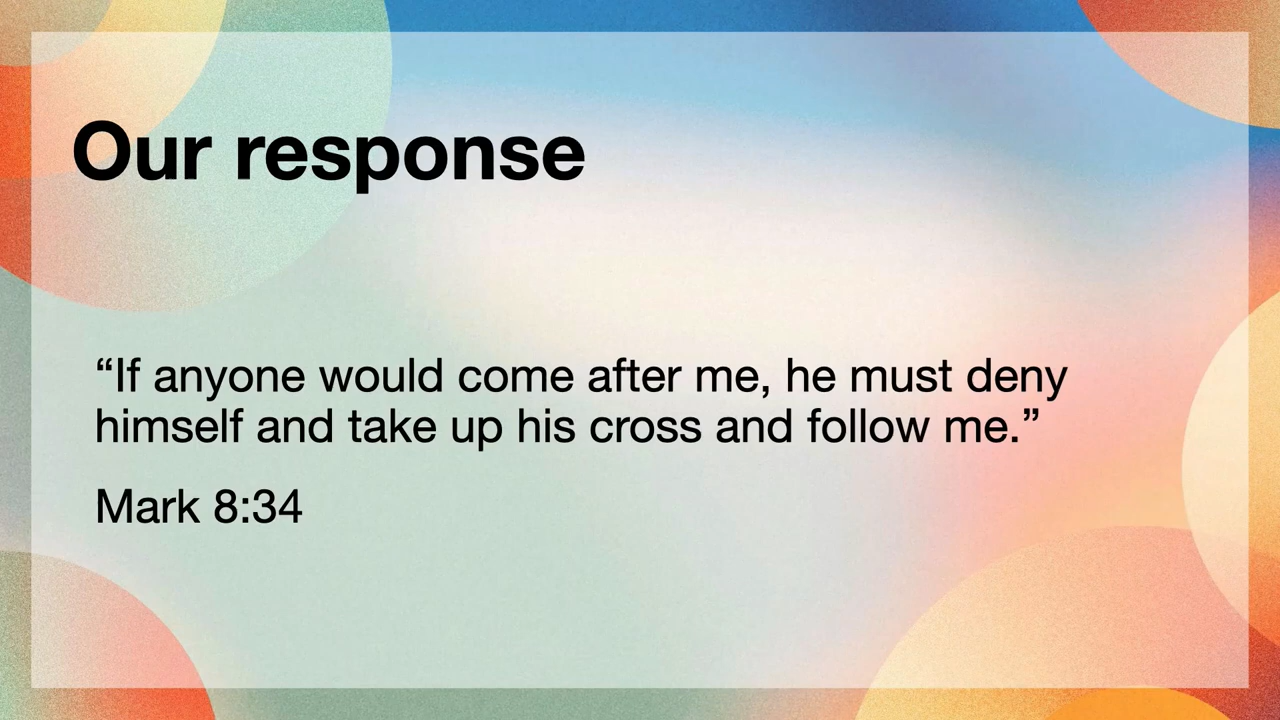 Our response
“If anyone would come after me, he must deny
himself and take up his cross and follow me.”
Mark 8:34